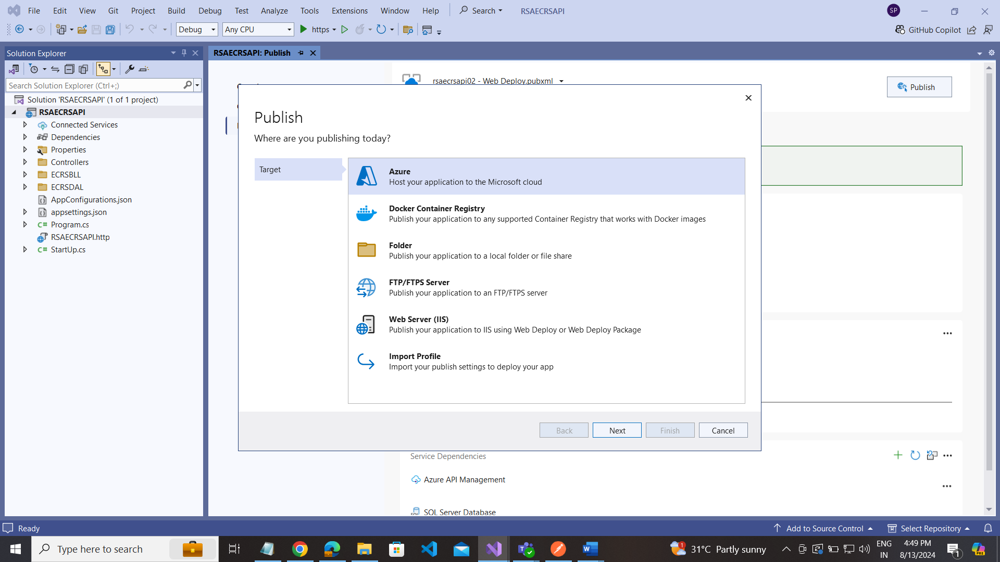 File Edit View Git Project Build Debug Test Analyze Tools Extensions Window Help Search RSAECRSAPI SP
Debug Any CPU https GitHub Copilot
Solution Explorer
RSAECRSAPI: Publish
Search Solution Explorer (Ctrl+;)
rsaecrsapi02 - Web Deploy.pubxml
Publish
Solution 'RSAECRSAPI' (1 of 1 project)
RSAECRSAPI
Connected Services
Dependencies
Properties
Controllers
ECRSBLL
ECRSDAL
AppConfigurations.json
appsettings.json
C# Program.cs
RSAECRSAPI.http
C# StartUp.cs
Publish
Where are you publishing today?
Target
Azure
Host your application to the Microsoft cloud
Docker Container Registry
Publish your application to any supported Container Registry that works with Docker images
Folder
Publish your application to a local folder or file share
FTP/FTPS Server
Publish your application to an FTP/FTPS server
Web Server (IIS)
Publish your application to IIS using Web Deploy or Web Deploy Package
Import Profile
Import your publish settings to deploy your app
Back Next Finish Cancel
Service Dependencies
Azure API Management
SQL Server Database
Ready
Add to Source Control Select Repository
Type here to search
31°C Partly sunny
ENG
IN
4:49 PM
8/13/2024